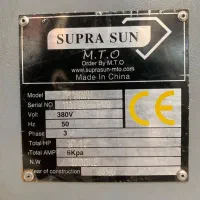 SUPRA SUN
M.T.O
Order By M.T.O
www.suprasun-mto.com
Made In China
Model
Serial NO
Volt 380V
Hz 50
Phase 3
Total HP
Total AMP 6Kpa
N.W
Year of construction
CE